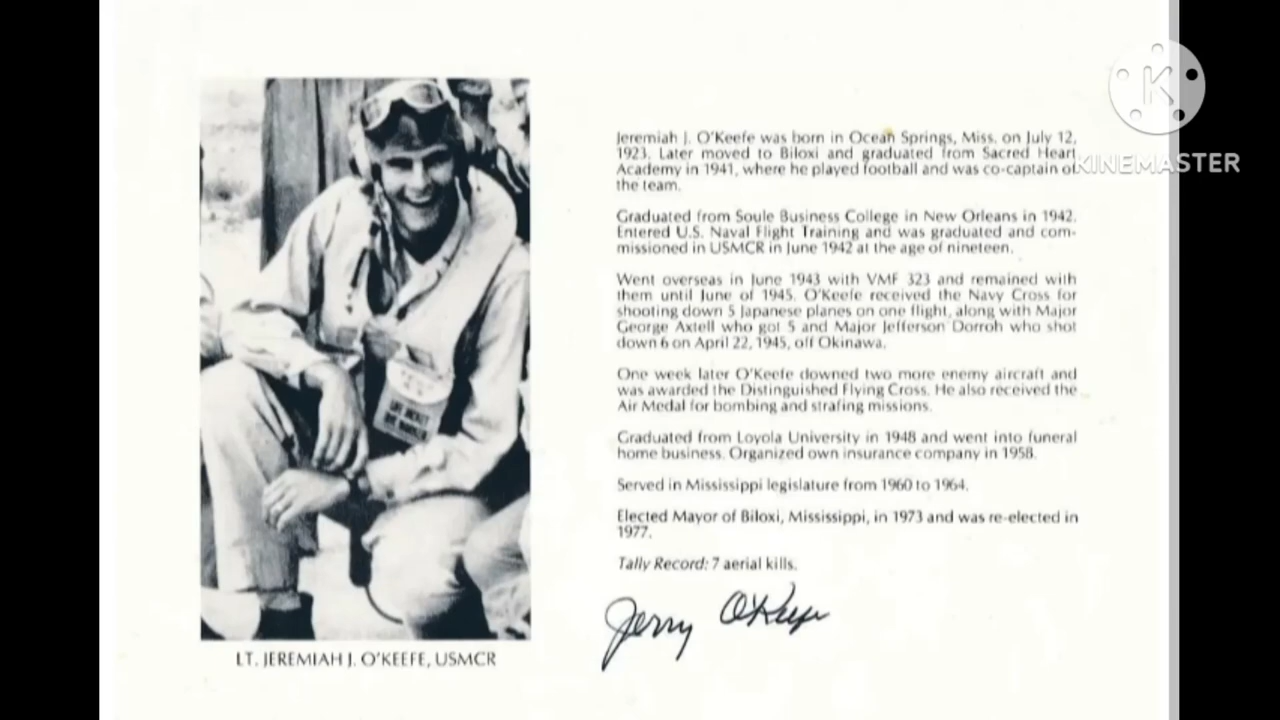 KINEMASTER
Jeremiah J. O'Keefe was born in Ocean Springs, Miss. on July 12,
1923. Later moved to Biloxi and graduated from Sacred Heart
Academy in 1941, where he played football and was co-captain of
the team.
Graduated from Soule Business College in New Orleans in 1942.
Entered U.S. Naval Flight Training and was graduated and com-
missioned in USMCR in June 1942 at the age of nineteen.
Went overseas in June 1943 with VMF 323 and remained with
them until June of 1945. O'Keefe received the Navy Cross for
shooting down 5 Japanese planes on one flight, along with Major
George Axtell who got 5 and Major Jefferson Dorroh who shot
down 6 on April 22, 1945, off Okinawa.
One week later O'Keefe downed two more enemy aircraft and
was awarded the Distinguished Flying Cross. He also received the
Air Medal for bombing and strafing missions.
Graduated from Loyola University in 1948 and went into funeral
home business. Organized own insurance company in 1958.
Served in Mississippi legislature from 1960 to 1964.
Elected Mayor of Biloxi, Mississippi, in 1973 and was re-elected in
1977.
Tally Record: 7 aerial kills.
Jerry O'Keefe
LIFE JACKET
DYE MARKER
LT. JEREMIAH J. O'KEEFE, USMCR